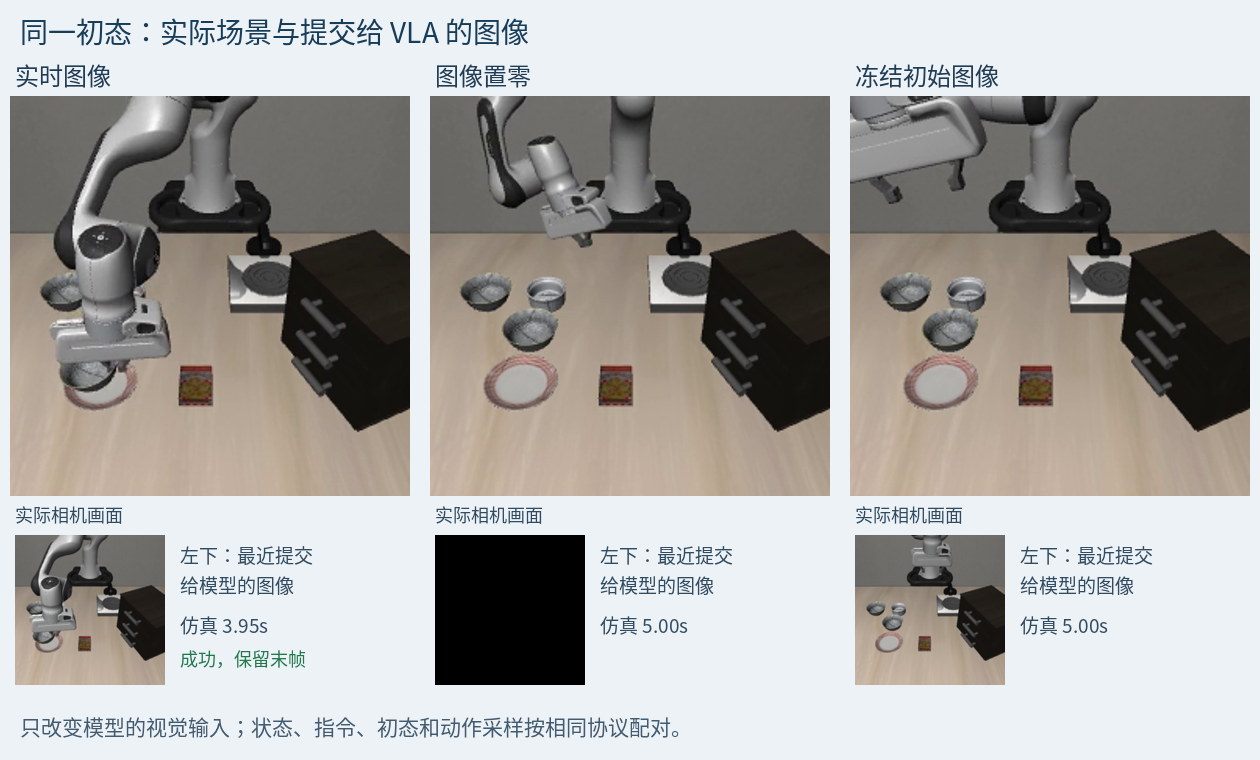 同一初态：实际场景与提交给 VLA 的图像
实时图像
图像置零
冻结初始图像
实际相机画面
实际相机画面
实际相机画面
左下：最近提交
给模型的图像
仿真 3.95s
成功，保留末帧
左下：最近提交
给模型的图像
仿真 5.00s
左下：最近提交
给模型的图像
仿真 5.00s
只改变模型的视觉输入；状态、指令、初态和动作采样按相同协议配对。